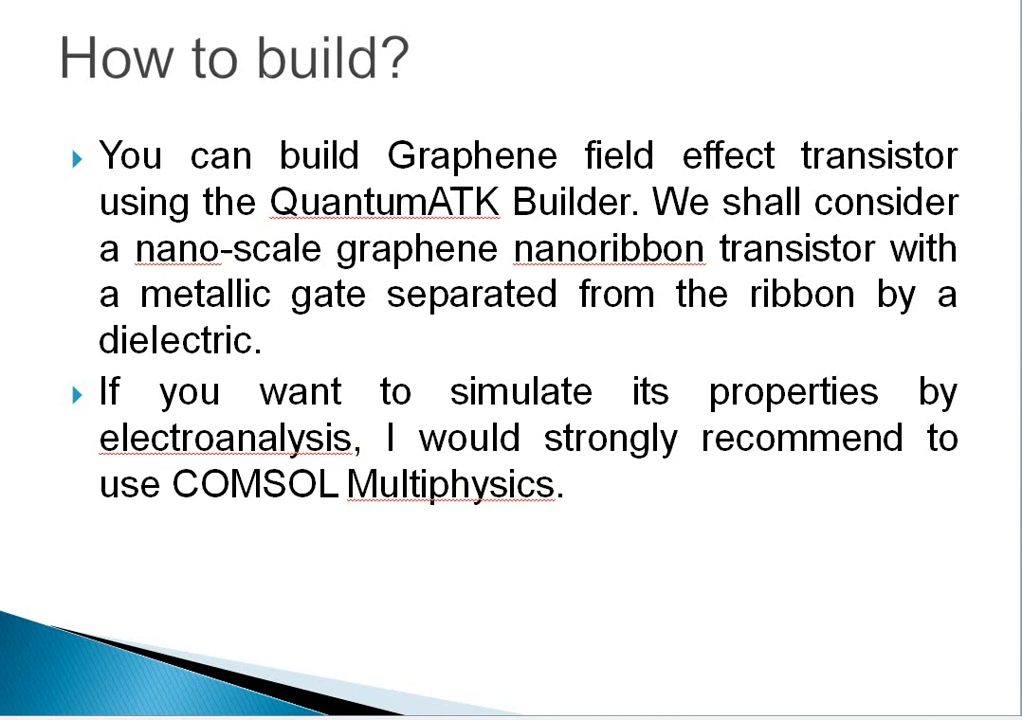 How to build?
You can build Graphene field effect transistor
using the QuantumATK Builder. We shall consider
a nano-scale graphene nanoribbon transistor with
a metallic gate separated from the ribbon by a
dielectric.
If you want to simulate its properties by
electroanalysis, I would strongly recommend to
use COMSOL Multiphysics.